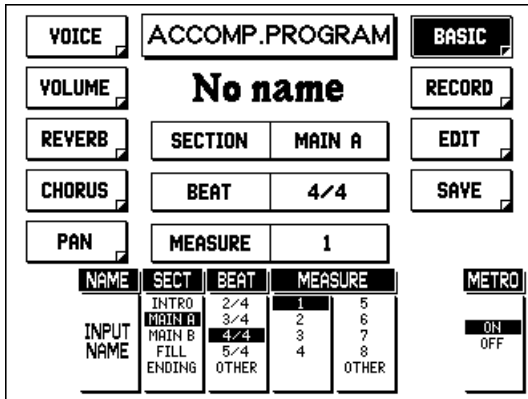 VOICE ACCOMP.PROGRAM BASIC
VOLUME No name RECORD
REVERB SECTION MAIN A EDIT
CHORUS BEAT 4/4 SAVE
PAN MEASURE 1
NAME SECT BEAT MEASURE METRO
INTRO 2/4 1 5
INPUT MAIN A 3/4 2 6 ON
NAME MAIN B 4/4 3 7 OFF
FILL 5/4 4 8
ENDING OTHER OTHER